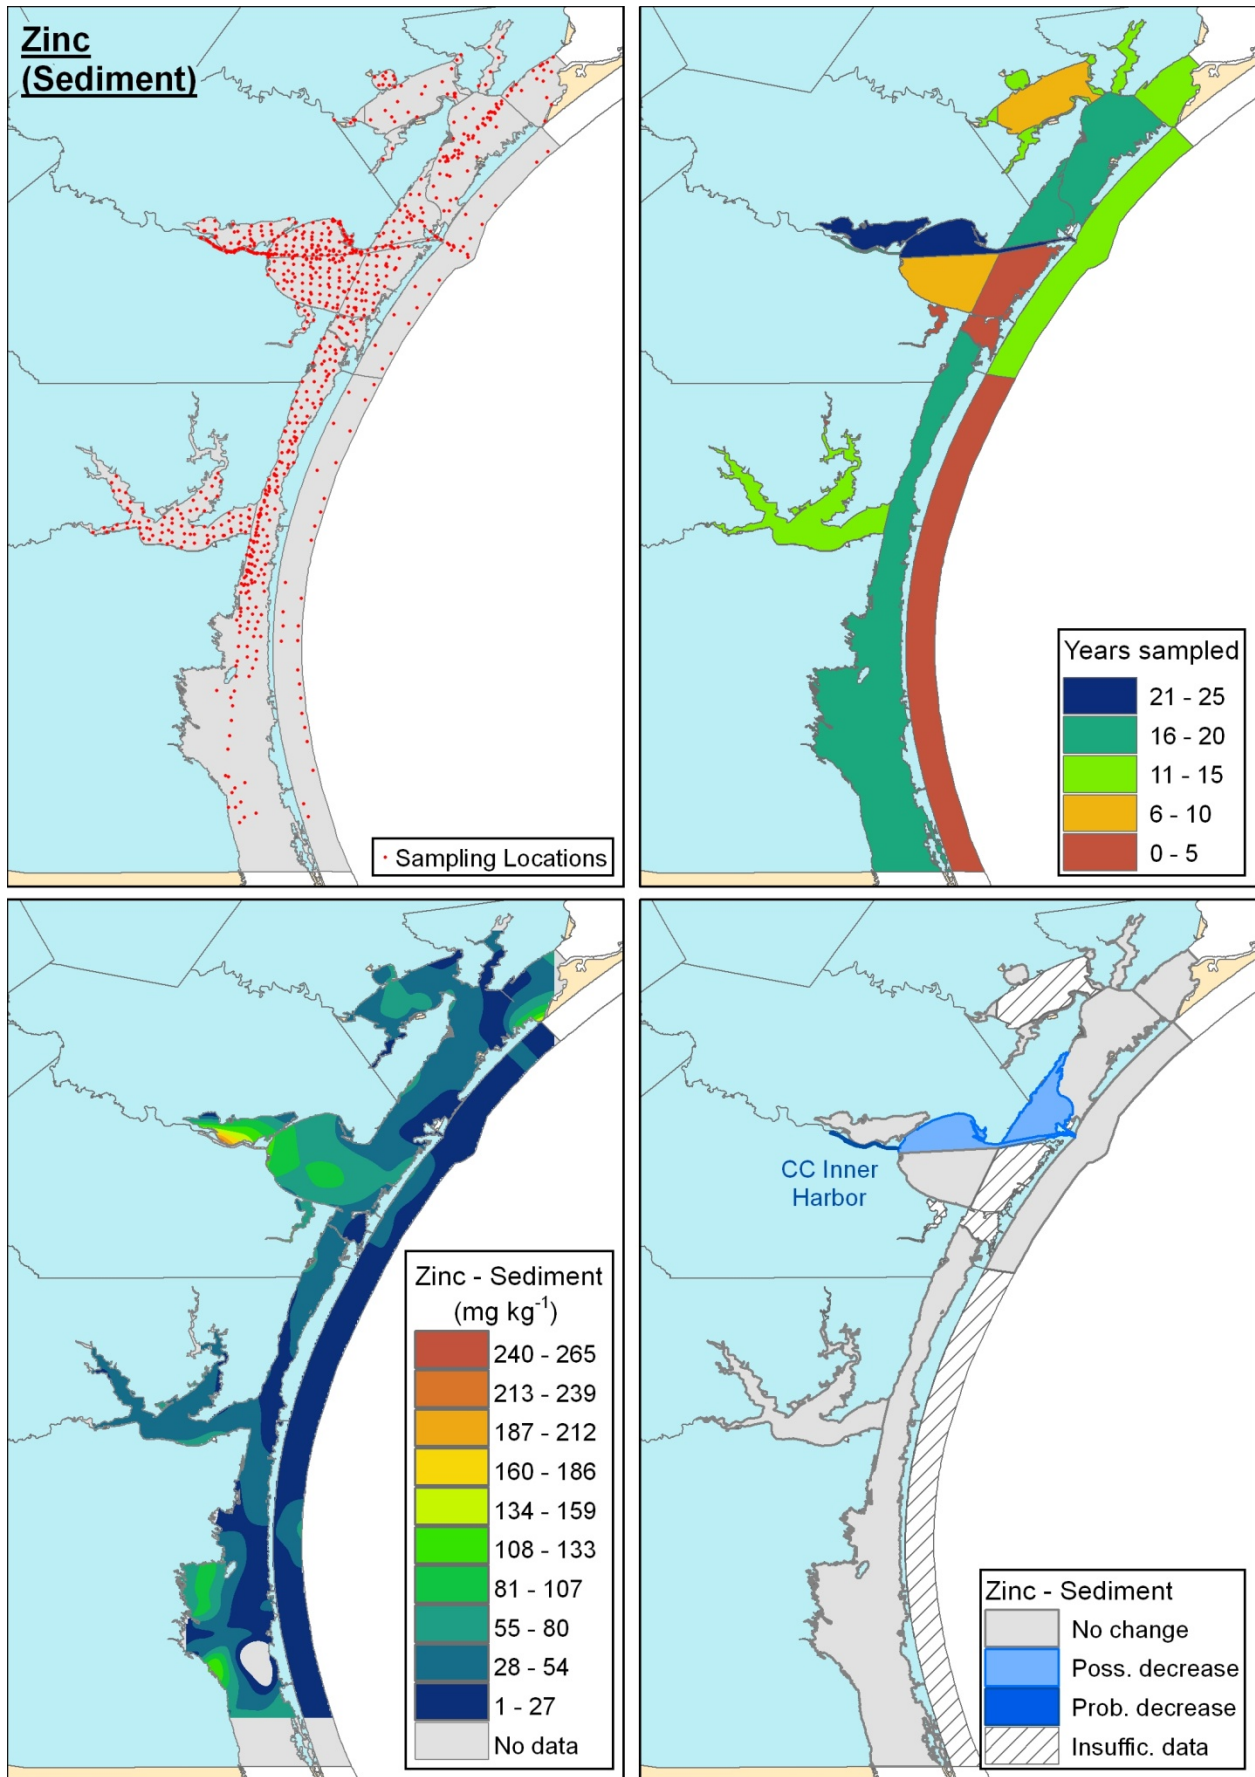 Zinc
(Sediment)
Sampling Locations
Years sampled
21 - 25
16 - 20
11 - 15
6 - 10
0 - 5
Zinc - Sediment
(mg kg⁻¹)
240 - 265
213 - 239
187 - 212
160 - 186
134 - 159
108 - 133
81 - 107
55 - 80
28 - 54
1 - 27
No data
CC Inner
Harbor
Zinc - Sediment
No change
Poss. decrease
Prob. decrease
Insuffic. data